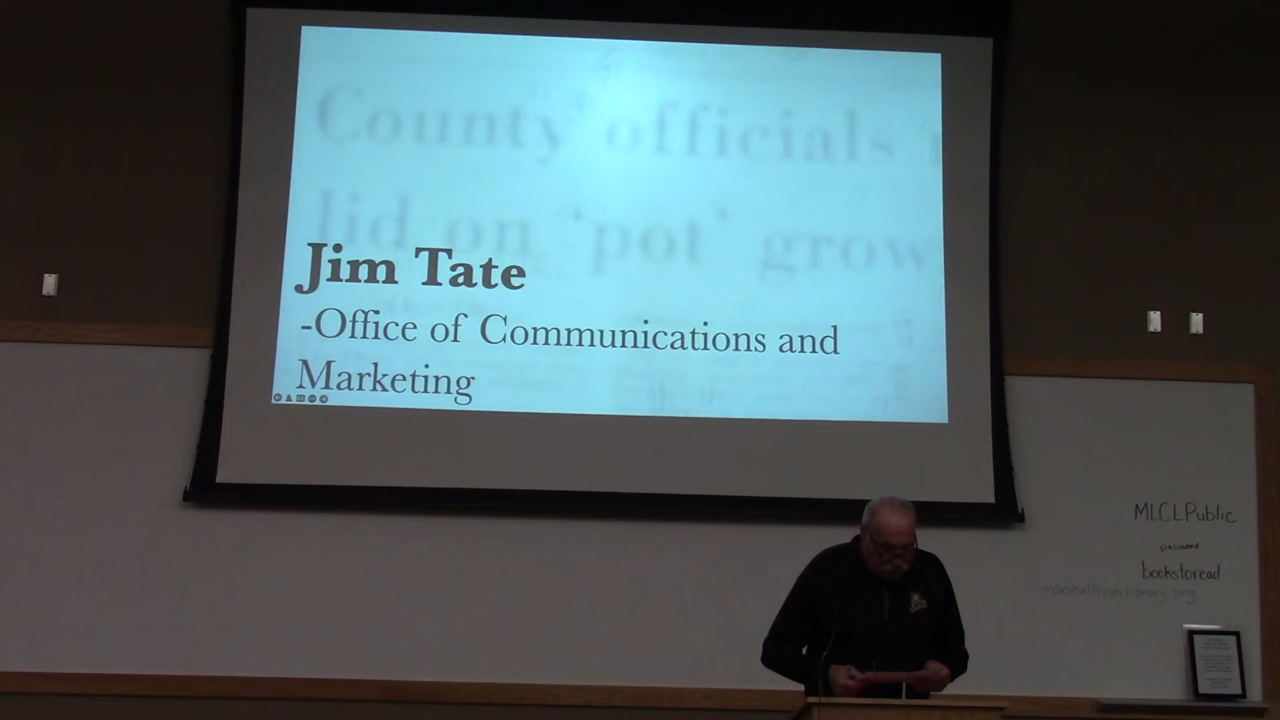 County officials
lid on 'pot' grow
Jim Tate
-Office of Communications and
Marketing
MLCLPublic
password
bookstoread
marshalllyonlibrary.org